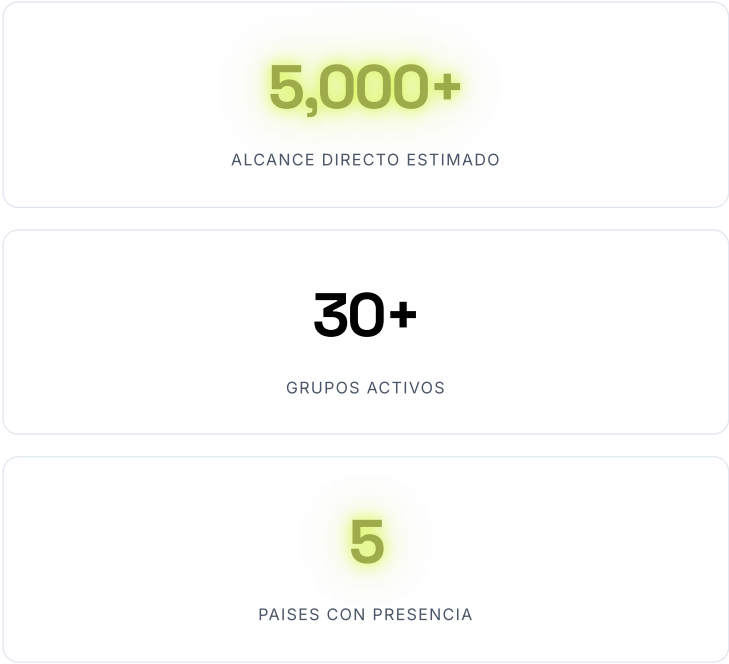 5,000+
ALCANCE DIRECTO ESTIMADO
30+
GRUPOS ACTIVOS
5
PAISES CON PRESENCIA